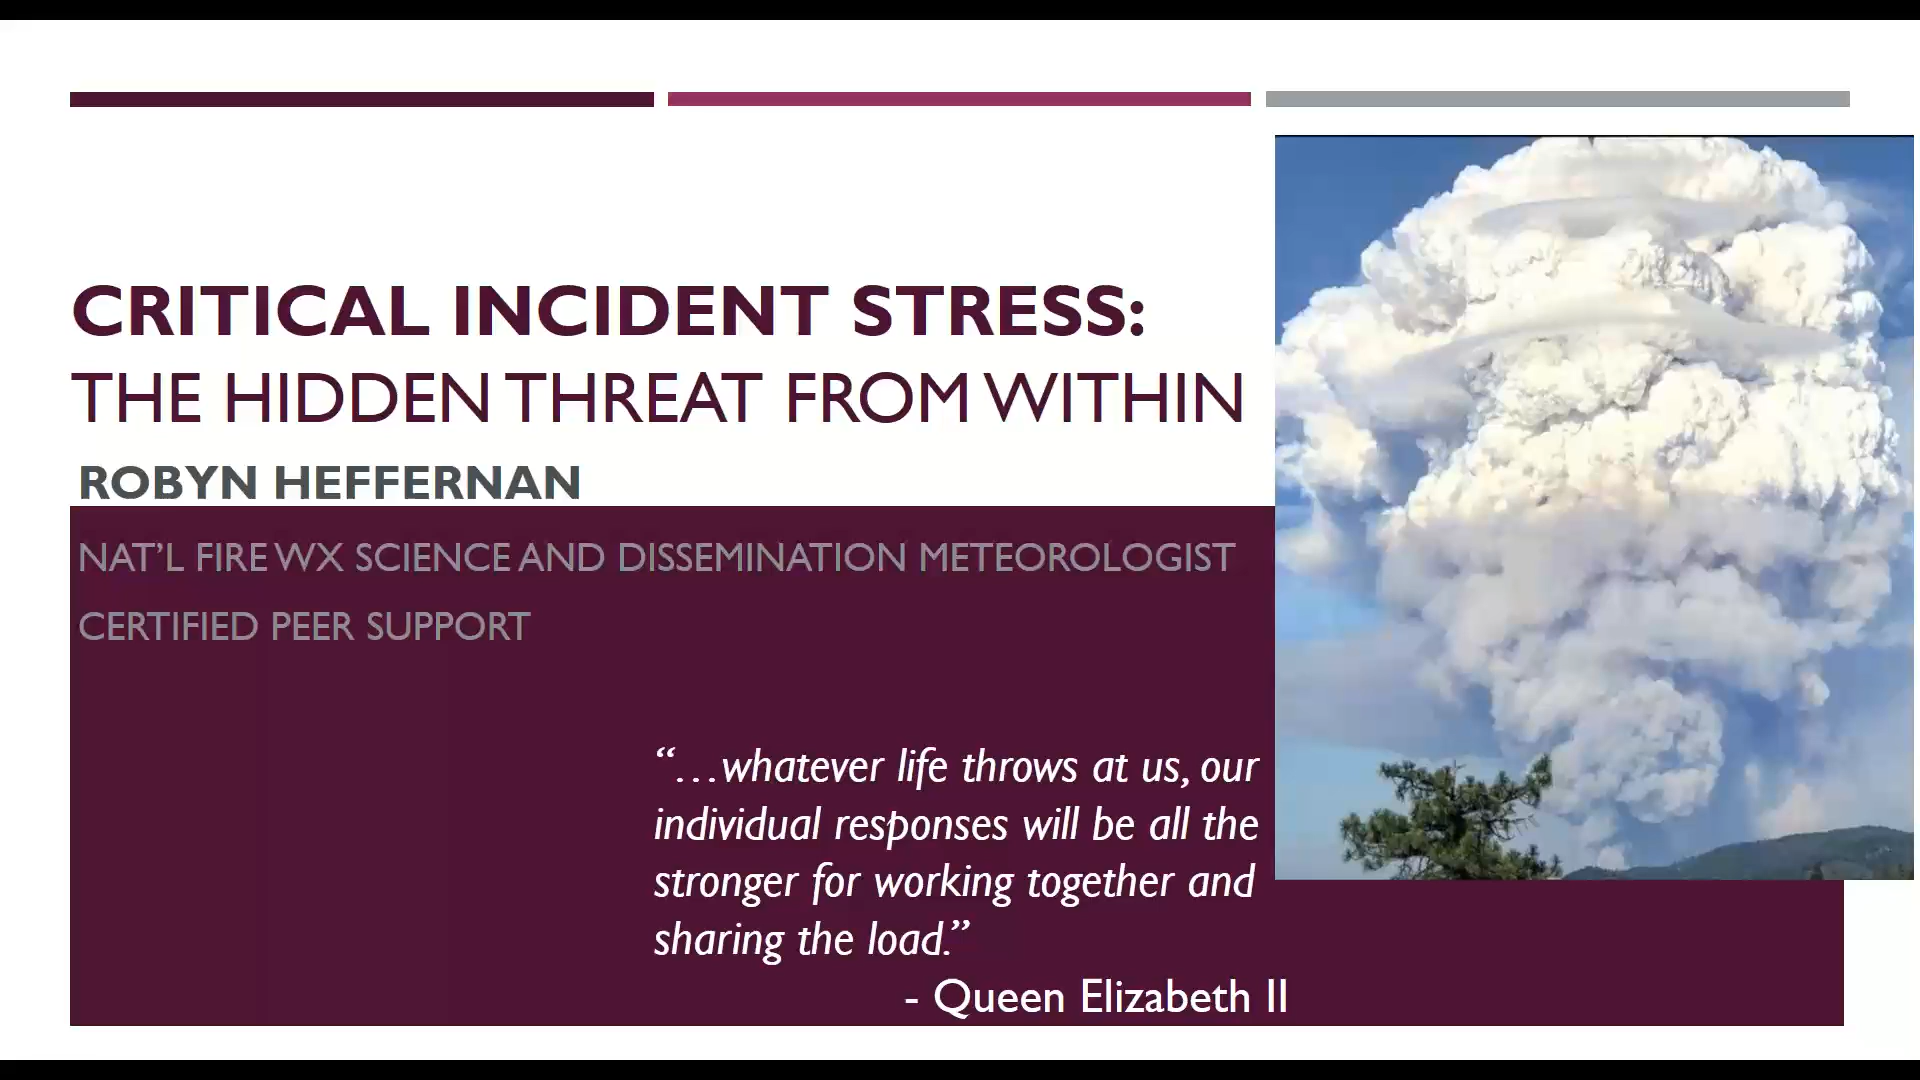 CRITICAL INCIDENT STRESS:
THE HIDDEN THREAT FROM WITHIN
ROBYN HEFFERNAN
NAT’L FIRE WX SCIENCE AND DISSEMINATION METEOROLOGIST
CERTIFIED PEER SUPPORT
“…whatever life throws at us, our
individual responses will be all the
stronger for working together and
sharing the load.”
- Queen Elizabeth II